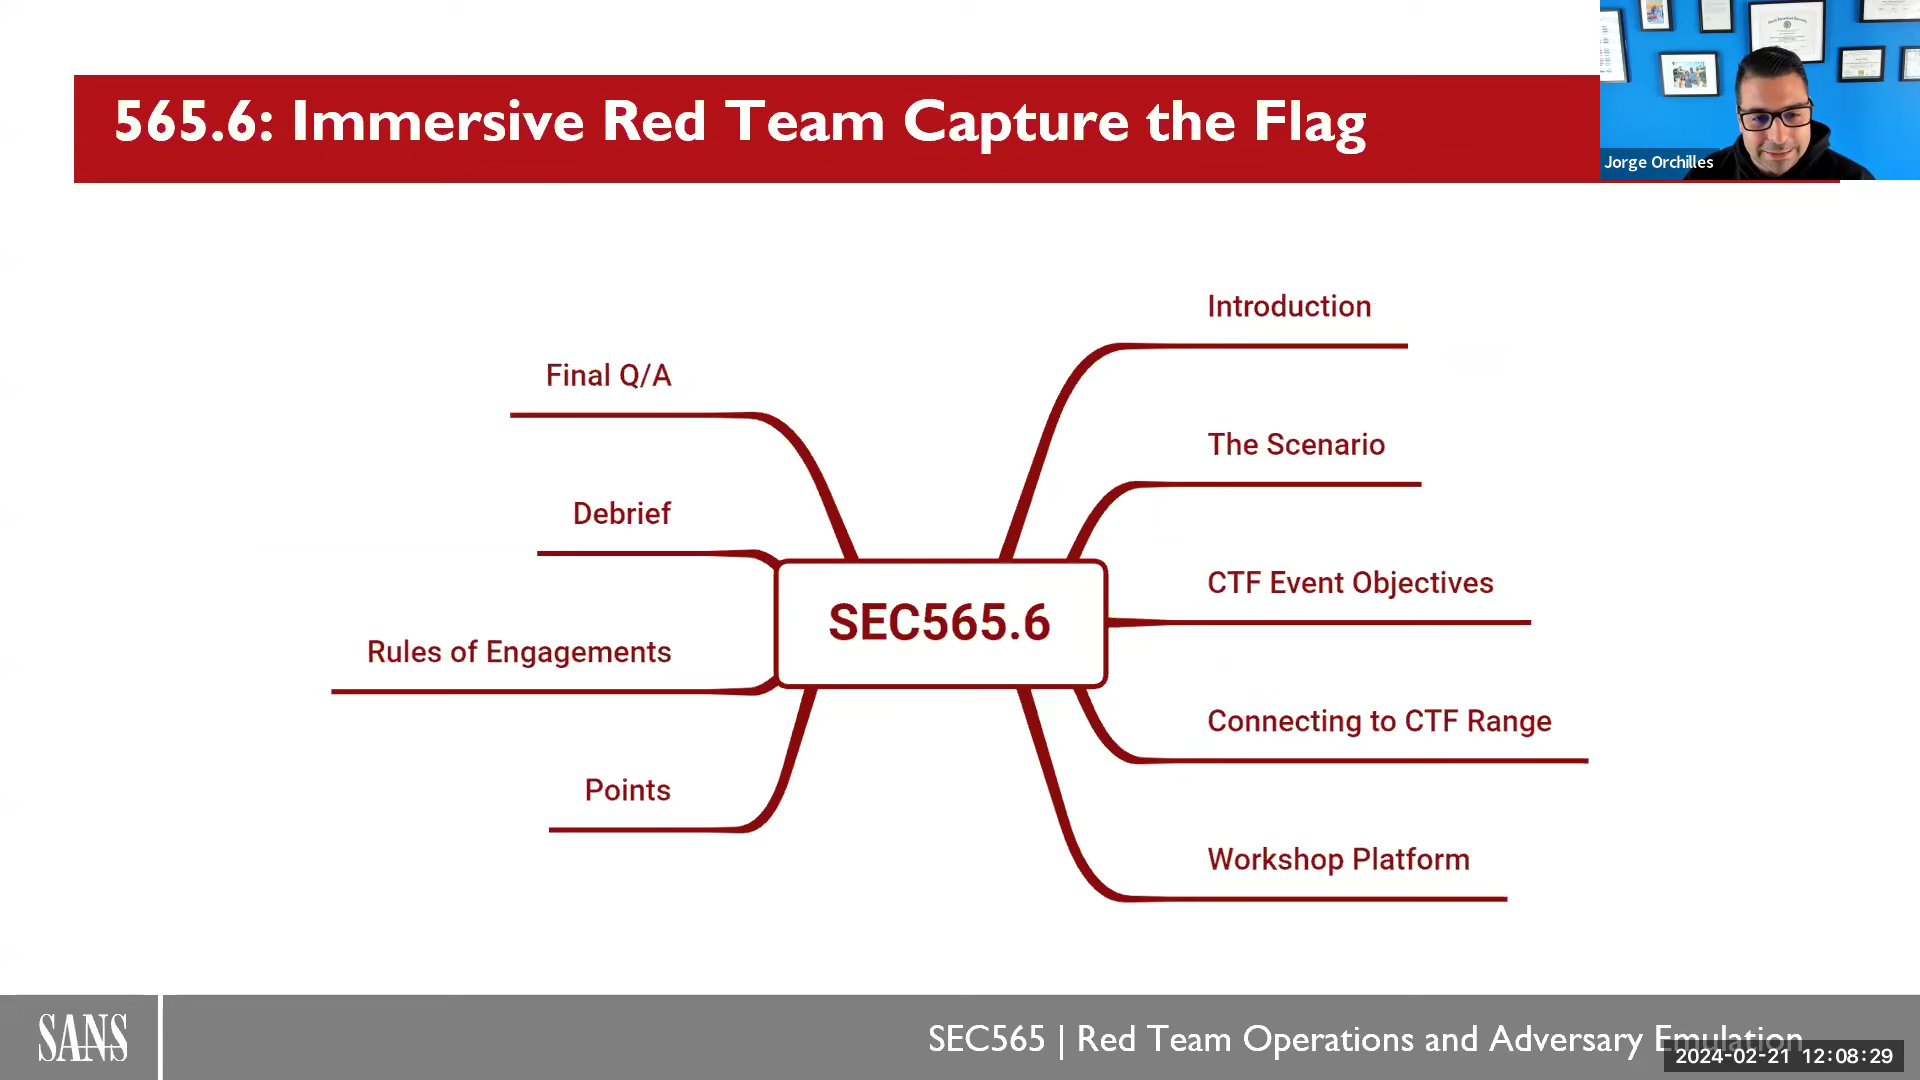 565.6: Immersive Red Team Capture the Flag
Jorge Orchilles
Introduction
The Scenario
CTF Event Objectives
Connecting to CTF Range
Workshop Platform
Final Q/A
Debrief
Rules of Engagements
Points
SEC565.6
SANS
SEC565 | Red Team Operations and Adversary Emulation
2024-02-21 12:08:29